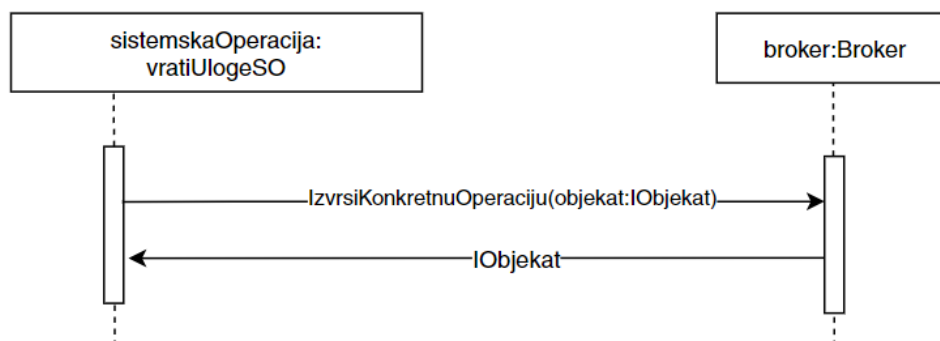 sistemskaOperacija:
vratiUlogeSO
broker:Broker
IzvrsiKonkretnuOperaciju(objekat:IObjekat)
IObjekat